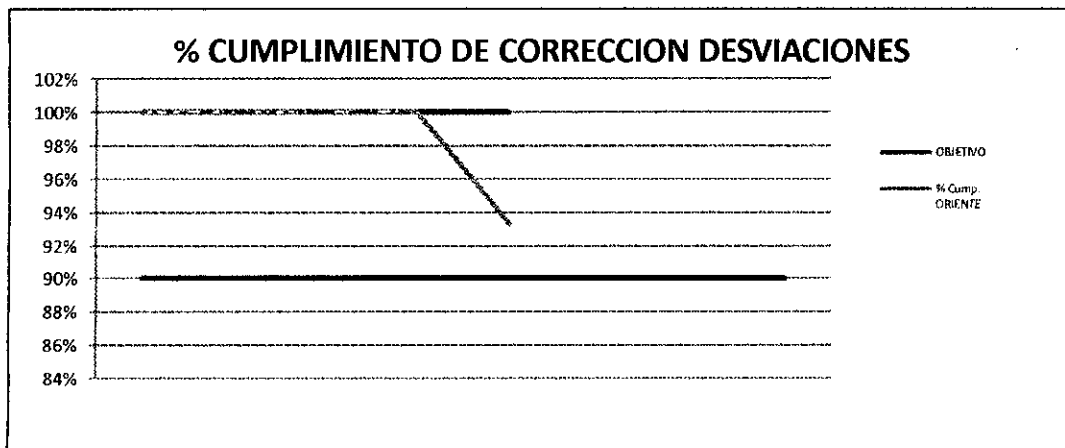 % CUMPLIMIENTO DE CORRECCION DESVIACIONES
102%
100%
98%
96%
94%
92%
90%
88%
86%
84%
OBJETIVO
% Cump.
ORIENTE